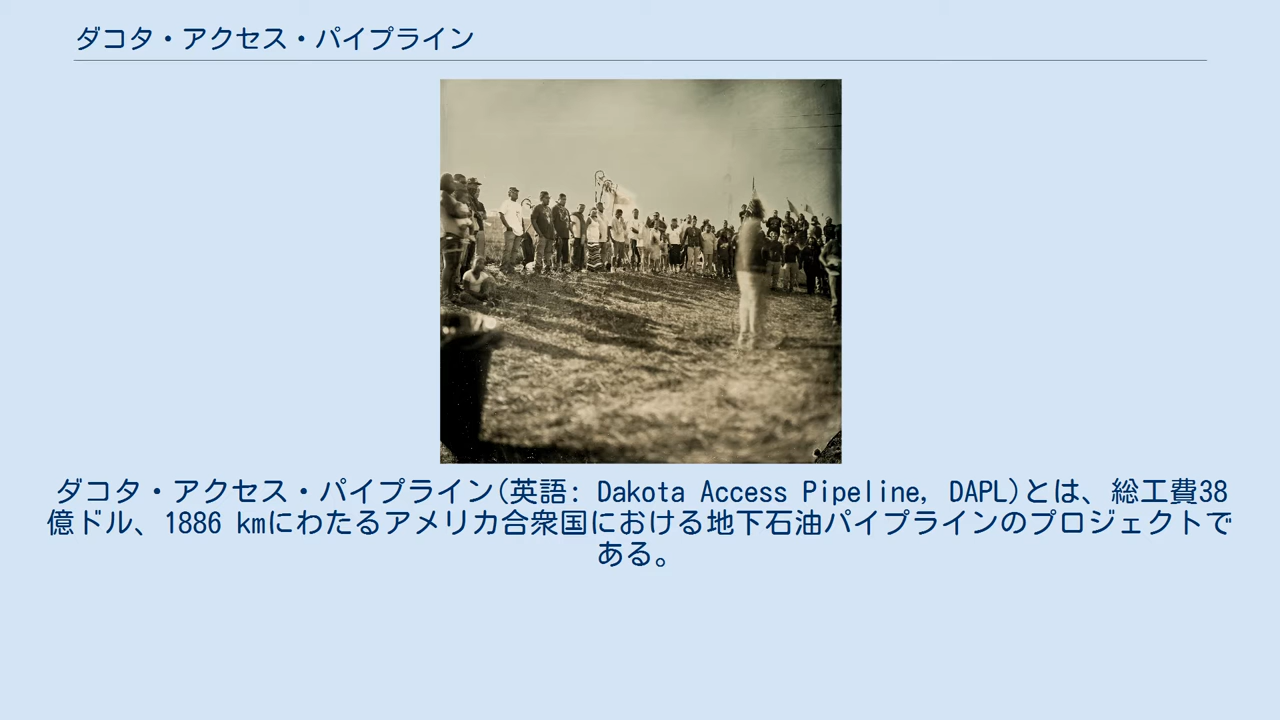 ダコタ・アクセス・パイプライン
ダコタ・アクセス・パイプライン(英語: Dakota Access Pipeline, DAPL)とは、総工費38
億ドル、1886 kmにわたるアメリカ合衆国における地下石油パイプラインのプロジェクトで
ある。